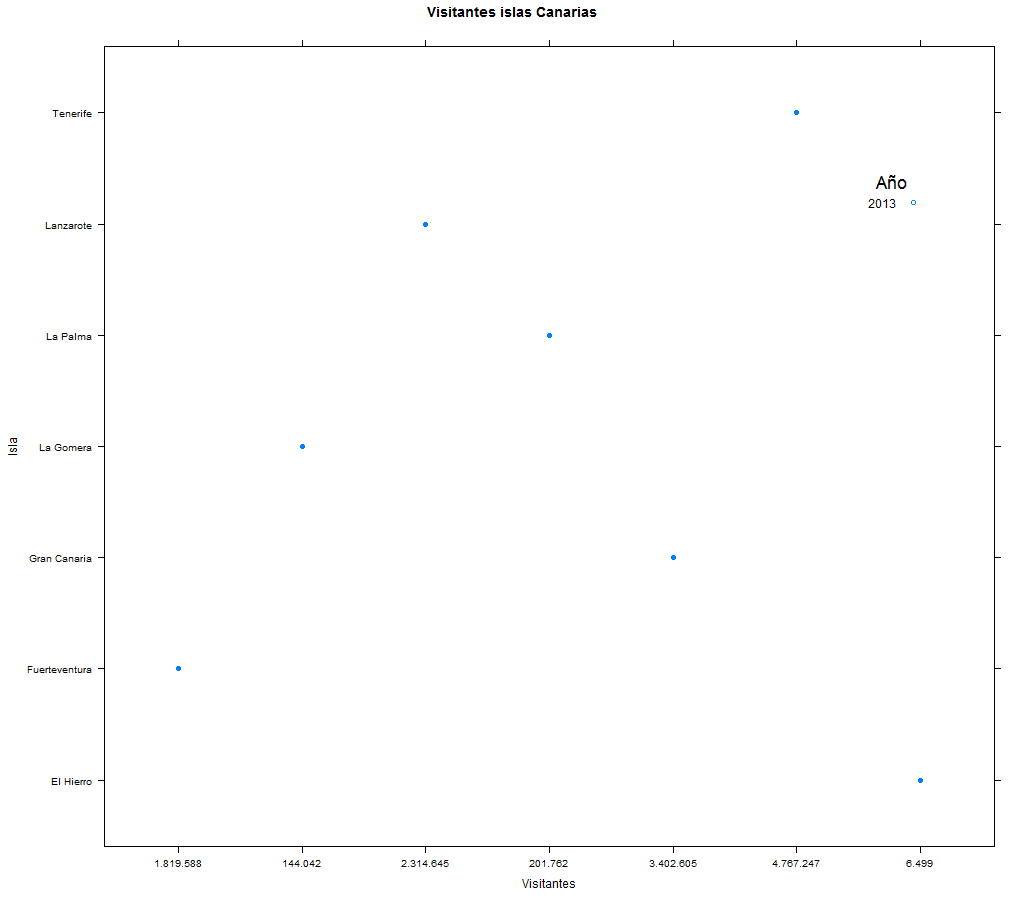 Visitantes islas Canarias
Tenerife
Año
2013
Lanzarote
La Palma
Isla
La Gomera
Gran Canaria
Fuerteventura
El Hierro
1.819.588 144.042 2.314.645 201.762 3.402.605 4.767.247 6.499
Visitantes